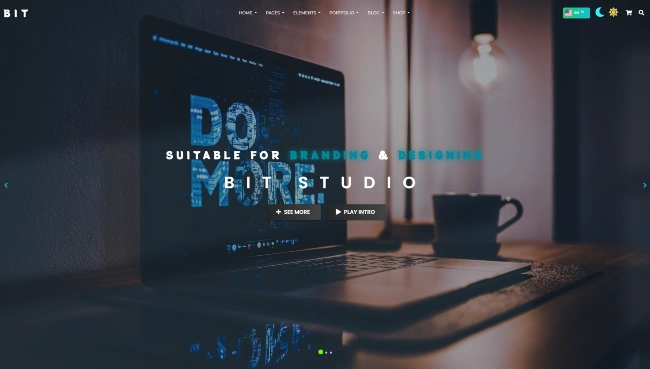 BIT
HOME PAGES ELEMENTS PORTFOLIO BLOG SHOP
EN
DO
MORE.
SUITABLE FOR BRANDING & DESIGNING
BIT STUDIO
+ SEE MORE
PLAY INTRO